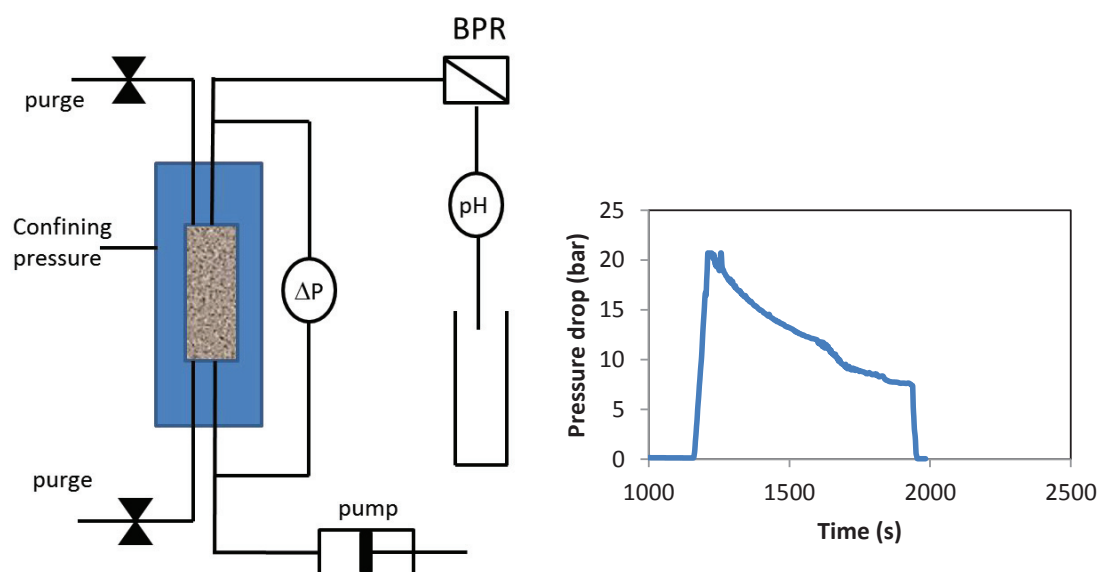 BPR
purge
Confining
pressure
pH
ΔP
purge
pump
Pressure drop (bar)
25
20
15
10
5
0
1000
1500
2000
2500
Time (s)